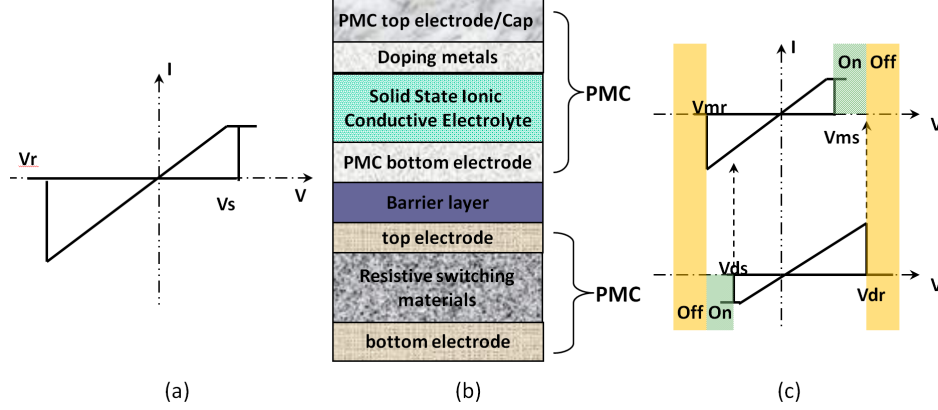 I
Vr
Vs
V
(a)
PMC top electrode/Cap
Doping metals
Solid State Ionic
Conductive Electrolyte
PMC bottom electrode
Barrier layer
top electrode
Resistive switching
materials
bottom electrode
PMC
PMC
(b)
I
On
Off
Vmr
Vms
V
Vds
Vdr
V
Off
On
(c)